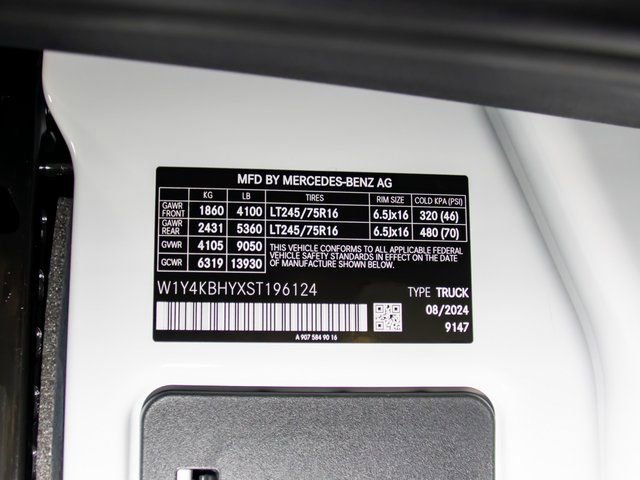 MFD BY MERCEDES-BENZ AG
KG LB TIRES RIM SIZE COLD KPA (PSI)
GAWR FRONT 1860 4100 LT245/75R16 6.5Jx16 320 (46)
GAWR REAR 2431 5360 LT245/75R16 6.5Jx16 480 (70)
GVWR 4105 9050 THIS VEHICLE CONFORMS TO ALL APPLICABLE FEDERAL
VEHICLE SAFETY STANDARDS IN EFFECT ON THE DATE
GCWR 6319 13930 OF MANUFACTURE SHOWN ABOVE.
W1Y4KBHYXST196124 TYPE TRUCK
08/2024
9147
A 907 584 90 16